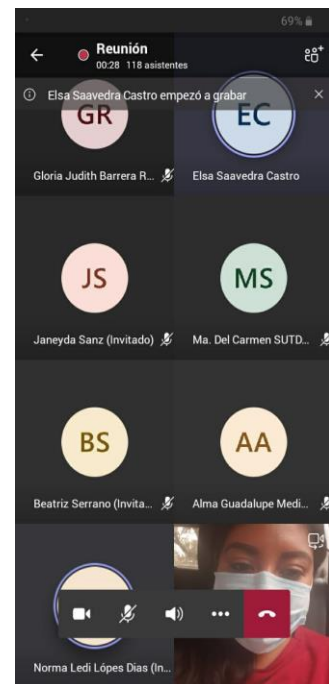 69%
Reunión
00:28 118 asistentes
Elsa Saavedra Castro empezó a grabar
GR
EC
Gloria Judith Barrera R...
Elsa Saavedra Castro
JS
MS
Janeyda Sanz (Invitado)
Ma. Del Carmen SUTD...
BS
AA
Beatriz Serrano (Invita...
Alma Guadalupe Medi...
Norma Ledi Lópes Dias (In...